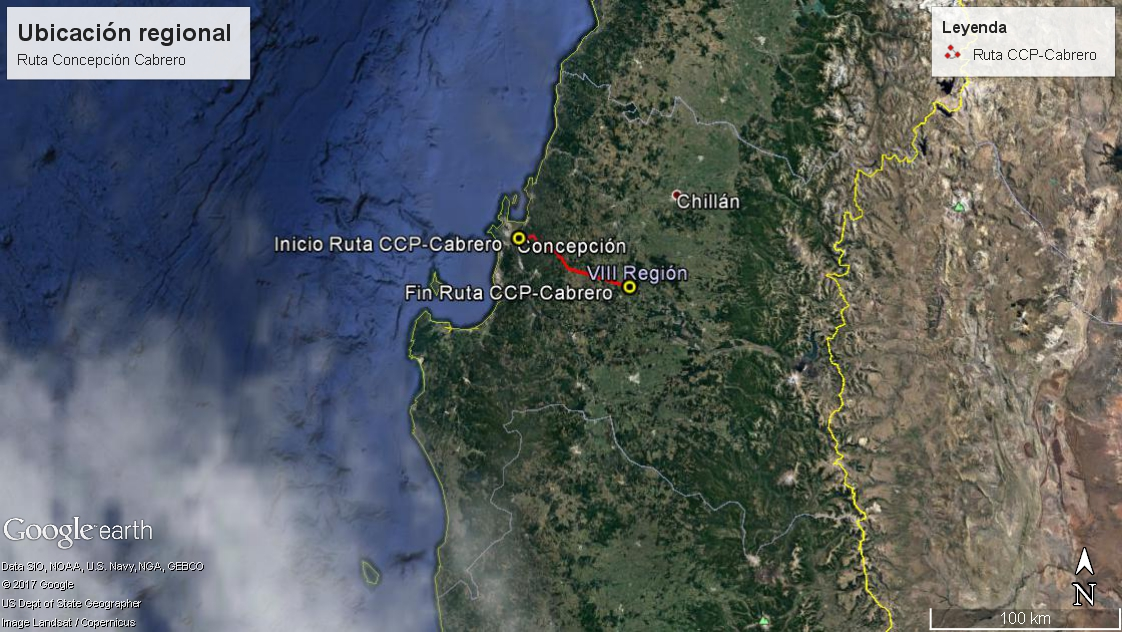 Ubicación regional
Ruta Concepción Cabrero
Leyenda
Ruta CCP-Cabrero
Chillán
Inicio Ruta CCP-Cabrero
Concepción
VIII Región
Fin Ruta CCP-Cabrero
Google earth
Data SIO, NOAA, U.S. Navy, NGA, GEBCO
© 2017 Google
US Dept of State Geographer
Image Landsat / Copernicus
N
100 km